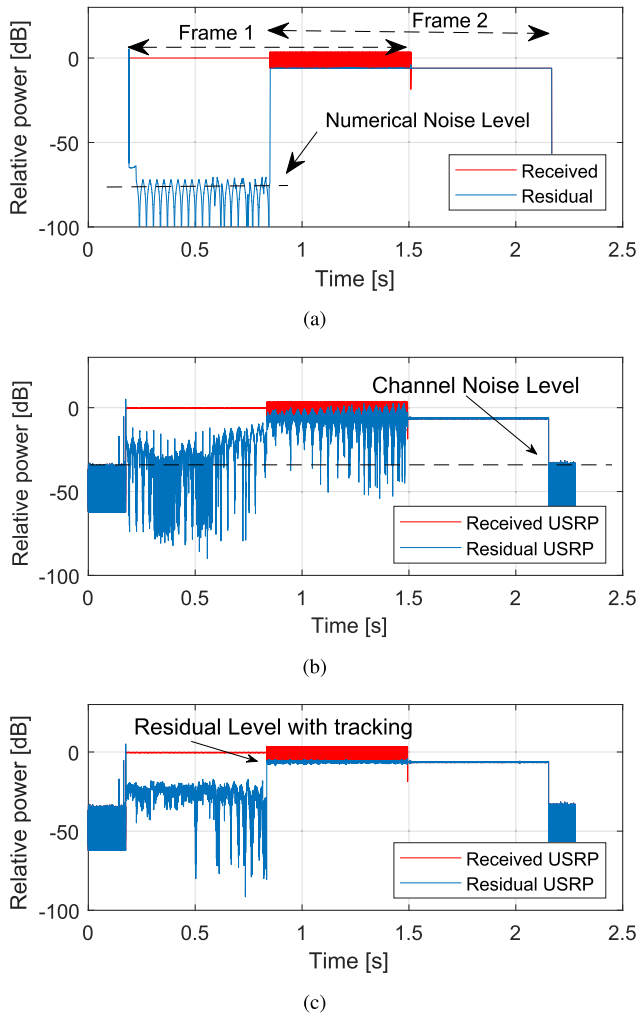 Frame 2
Frame 1
0
Numerical Noise Level
-50
Received
Residual
-100
0 0.5 1 1.5 2 2.5
Relative power [dB]
Time [s]
(a)
Channel Noise Level
0
-50
Received USRP
Residual USRP
-100
0 0.5 1 1.5 2 2.5
Relative power [dB]
Time [s]
(b)
Residual Level with tracking
0
-50
Received USRP
Residual USRP
-100
0 0.5 1 1.5 2 2.5
Relative power [dB]
Time [s]
(c)